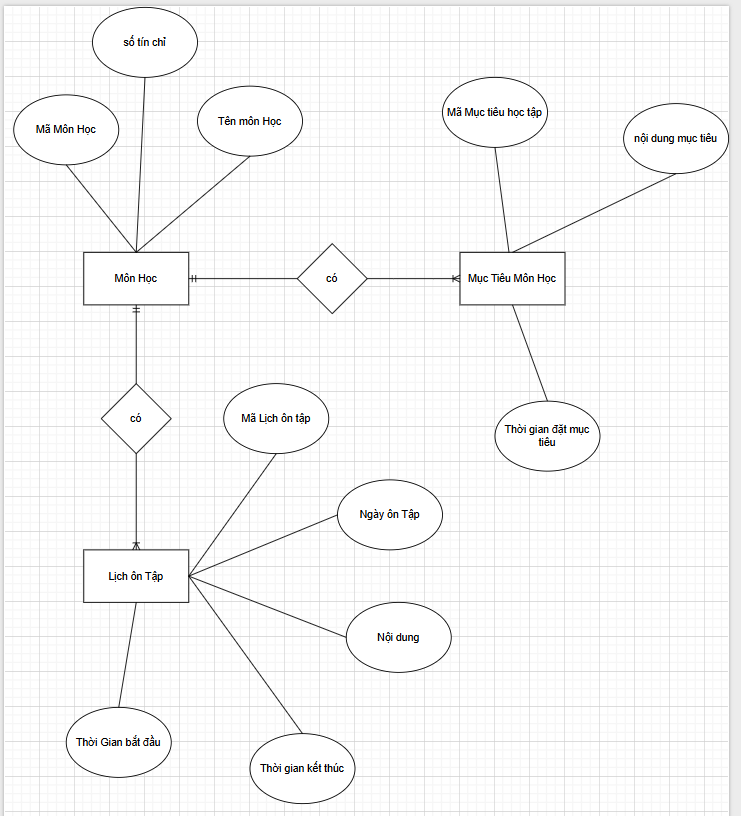 số tín chỉ
Mã Môn Học
Tên môn Học
Mã Mục tiêu học tập
nội dung mục tiêu
Môn Học
có
Mục Tiêu Môn Học
có
Mã Lịch ôn tập
Thời gian đặt mục
tiêu
Ngày ôn Tập
Lịch ôn Tập
Nội dung
Thời Gian bắt đầu
Thời gian kết thúc